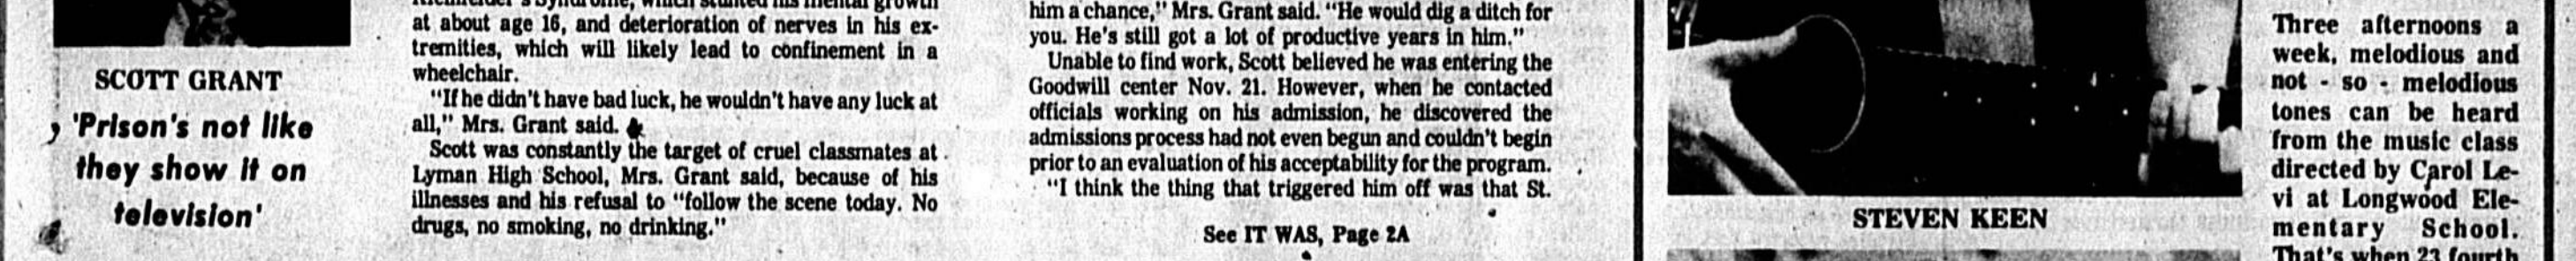 SCOTT GRANT
'Prison's not like
they show it on
television'
at about age 16, and deterioration of nerves in his ex-
tremities, which will likely lead to confinement in a
wheelchair.
"If he didn't have bad luck, he wouldn't have any luck at
all," Mrs. Grant said.
Scott was constantly the target of cruel classmates at
Lyman High School, Mrs. Grant said, because of his
illnesses and his refusal to "follow the scene today. No
drugs, no smoking, no drinking."
him a chance," Mrs. Grant said. "He would dig a ditch for
you. He's still got a lot of productive years in him."
Unable to find work, Scott believed he was entering the
Goodwill center Nov. 21. However, when he contacted
officials working on his admission, he discovered the
admissions process had not even begun and couldn't begin
prior to an evaluation of his acceptability for the program.
"I think the thing that triggered him off was that St.
See IT WAS, Page 2A
STEVEN KEEN
Three afternoons a
week, melodious and
not - so - melodious
tones can be heard
from the music class
directed by Carol Le-
vi at Longwood Ele-
mentary School.
That's when 23 fourth